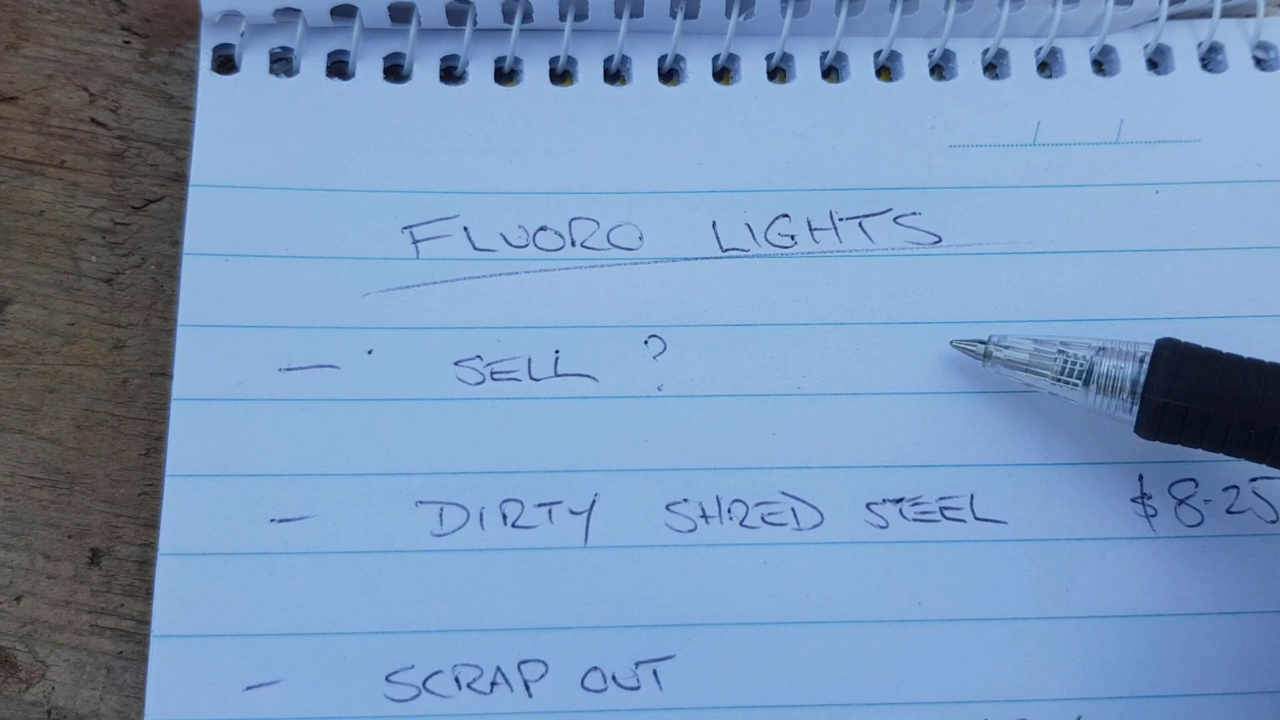 FLUORO LIGHTS
- SELL ?
- DIRTY SHRED STEEL $8.25
- SCRAP OUT